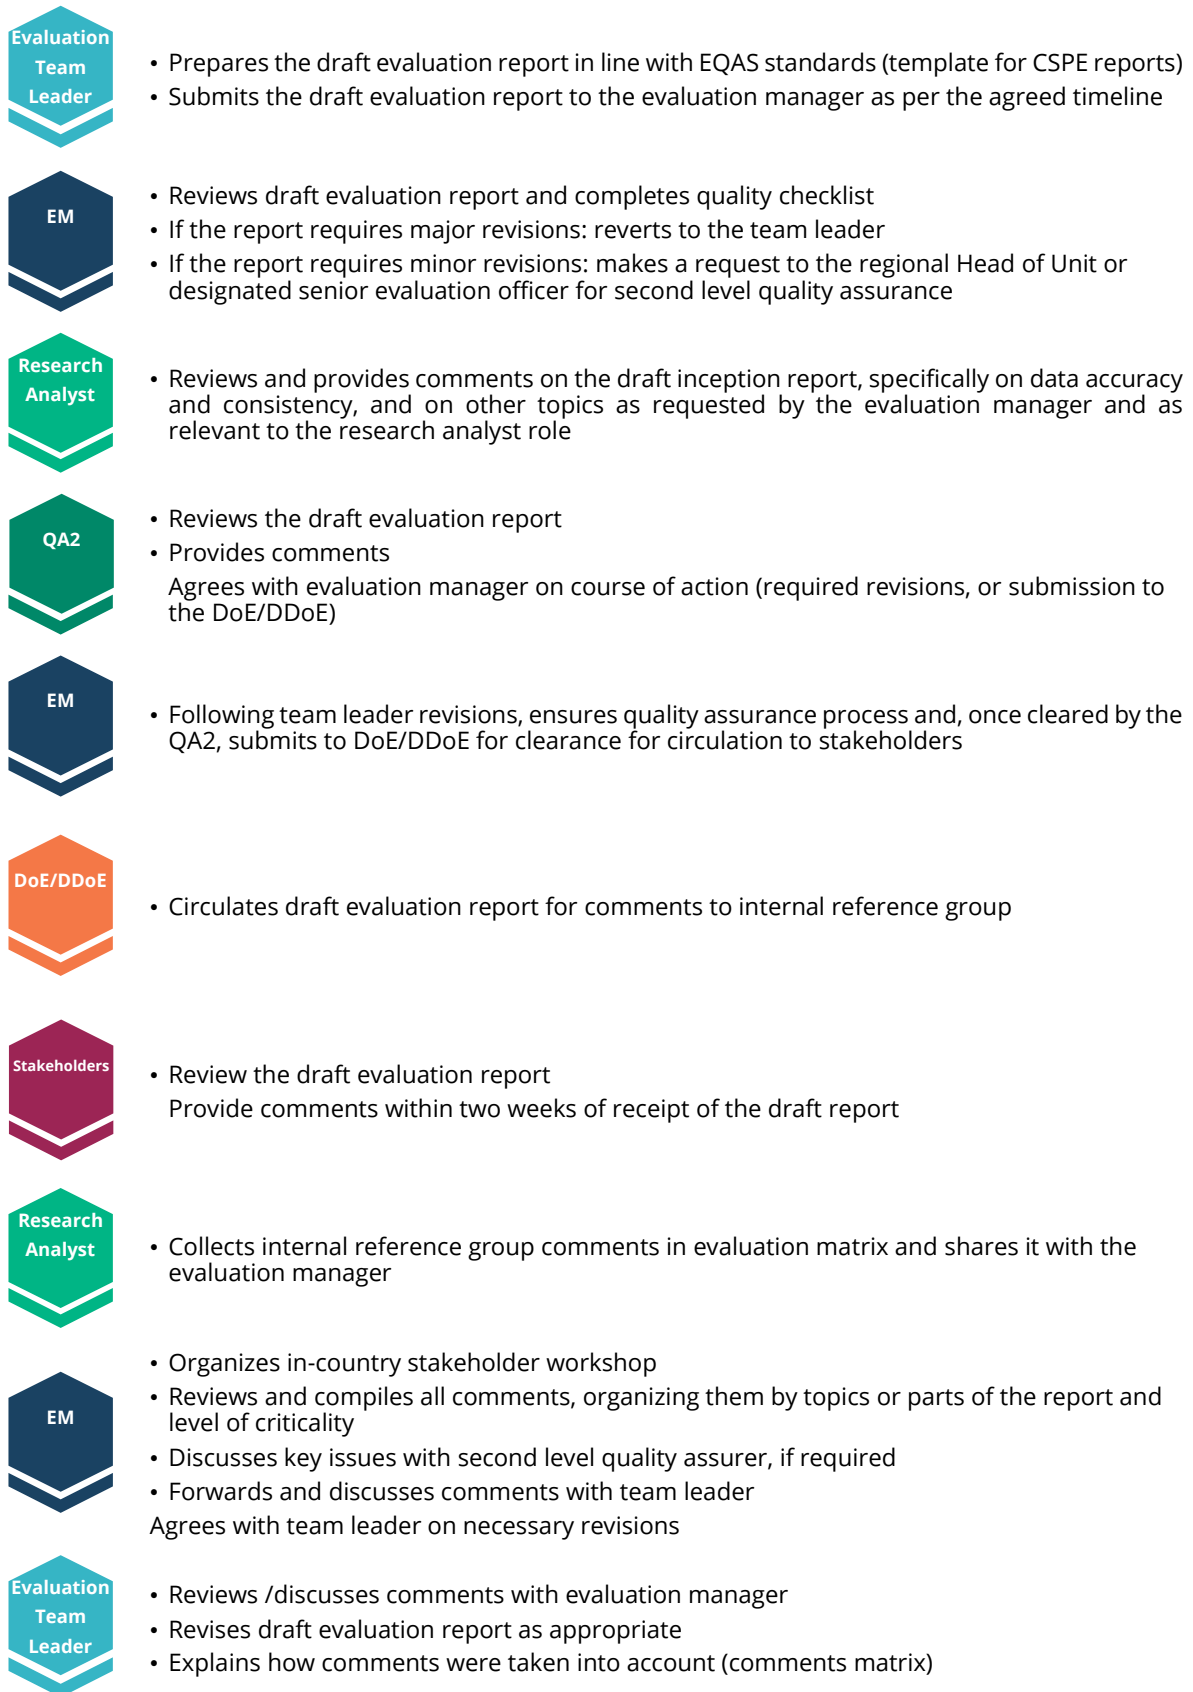 Evaluation
Team
Leader
• Prepares the draft evaluation report in line with EQAS standards (template for CSPE reports)
• Submits the draft evaluation report to the evaluation manager as per the agreed timeline
EM
• Reviews draft evaluation report and completes quality checklist
• If the report requires major revisions: reverts to the team leader
• If the report requires minor revisions: makes a request to the regional Head of Unit or
designated senior evaluation officer for second level quality assurance
Research
Analyst
• Reviews and provides comments on the draft inception report, specifically on data accuracy
and consistency, and on other topics as requested by the evaluation manager and as
relevant to the research analyst role
QA2
• Reviews the draft evaluation report
• Provides comments
Agrees with evaluation manager on course of action (required revisions, or submission to
the DoE/DDoE)
EM
• Following team leader revisions, ensures quality assurance process and, once cleared by the
QA2, submits to DoE/DDoE for clearance for circulation to stakeholders
DoE/DDoE
• Circulates draft evaluation report for comments to internal reference group
Stakeholders
• Review the draft evaluation report
Provide comments within two weeks of receipt of the draft report
Research
Analyst
• Collects internal reference group comments in evaluation matrix and shares it with the
evaluation manager
EM
• Organizes in-country stakeholder workshop
• Reviews and compiles all comments, organizing them by topics or parts of the report and
level of criticality
• Discusses key issues with second level quality assurer, if required
• Forwards and discusses comments with team leader
Agrees with team leader on necessary revisions
Evaluation
Team
Leader
• Reviews /discusses comments with evaluation manager
• Revises draft evaluation report as appropriate
• Explains how comments were taken into account (comments matrix)